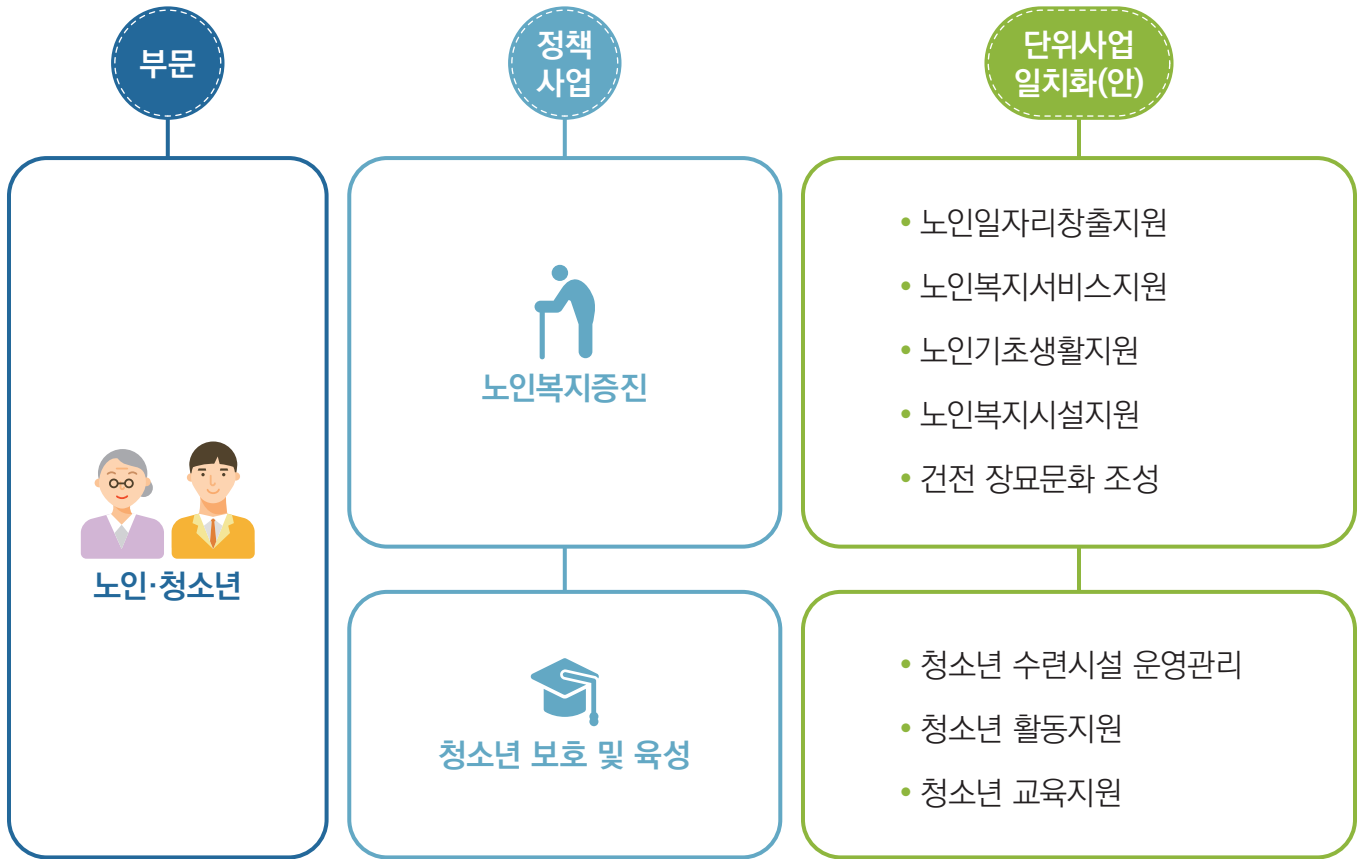 부문
정책
사업
단위사업
일치화(안)
노인·청소년
노인복지증진
• 노인일자리창출지원
• 노인복지서비스지원
• 노인기초생활지원
• 노인복지시설지원
• 건전 장묘문화 조성
청소년 보호 및 육성
• 청소년 수련시설 운영관리
• 청소년 활동지원
• 청소년 교육지원